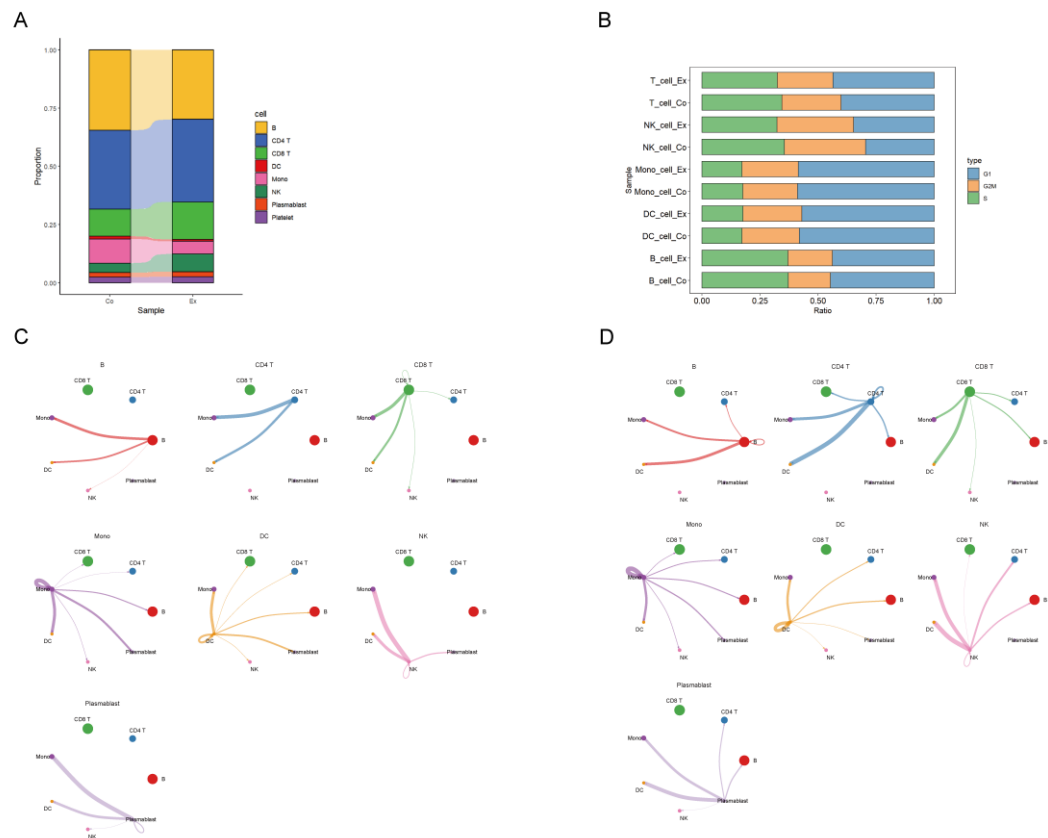 A
1.00
0.75
0.50
0.25
0.00
Proportion
Co
Ex
Sample
cell
B
CD4 T
CD8 T
DC
Mono
NK
Plasmablast
Platelet
B
T_cell_Ex
T_cell_Co
NK_cell_Ex
NK_cell_Co
Mono_cell_Ex
Mono_cell_Co
DC_cell_Ex
DC_cell_Co
B_cell_Ex
B_cell_Co
Sample
0.00
0.25
0.50
0.75
1.00
Ratio
type
G1
G2M
S
C
B
CD8 T
CD4 T
Mono
B
DC
Plasmablast
NK
CD4 T
CD8 T
CD4 T
Mono
B
DC
Plasmablast
NK
CD8 T
CD8 T
CD4 T
Mono
B
DC
Plasmablast
NK
Mono
CD8 T
CD4 T
Mono
B
DC
Plasmablast
NK
DC
CD8 T
CD4 T
Mono
B
DC
Plasmablast
NK
NK
CD8 T
CD4 T
Mono
B
DC
Plasmablast
NK
Plasmablast
CD8 T
CD4 T
Mono
B
DC
Plasmablast
NK
D
B
CD8 T
CD4 T
Mono
B
DC
Plasmablast
NK
CD4 T
CD8 T
CD4 T
Mono
B
DC
Plasmablast
NK
CD8 T
CD8 T
CD4 T
Mono
B
DC
Plasmablast
NK
Mono
CD8 T
CD4 T
Mono
B
DC
Plasmablast
NK
DC
CD8 T
CD4 T
Mono
B
DC
Plasmablast
NK
NK
CD8 T
CD4 T
Mono
B
DC
Plasmablast
NK
Plasmablast
CD8 T
CD4 T
Mono
B
DC
Plasmablast
NK